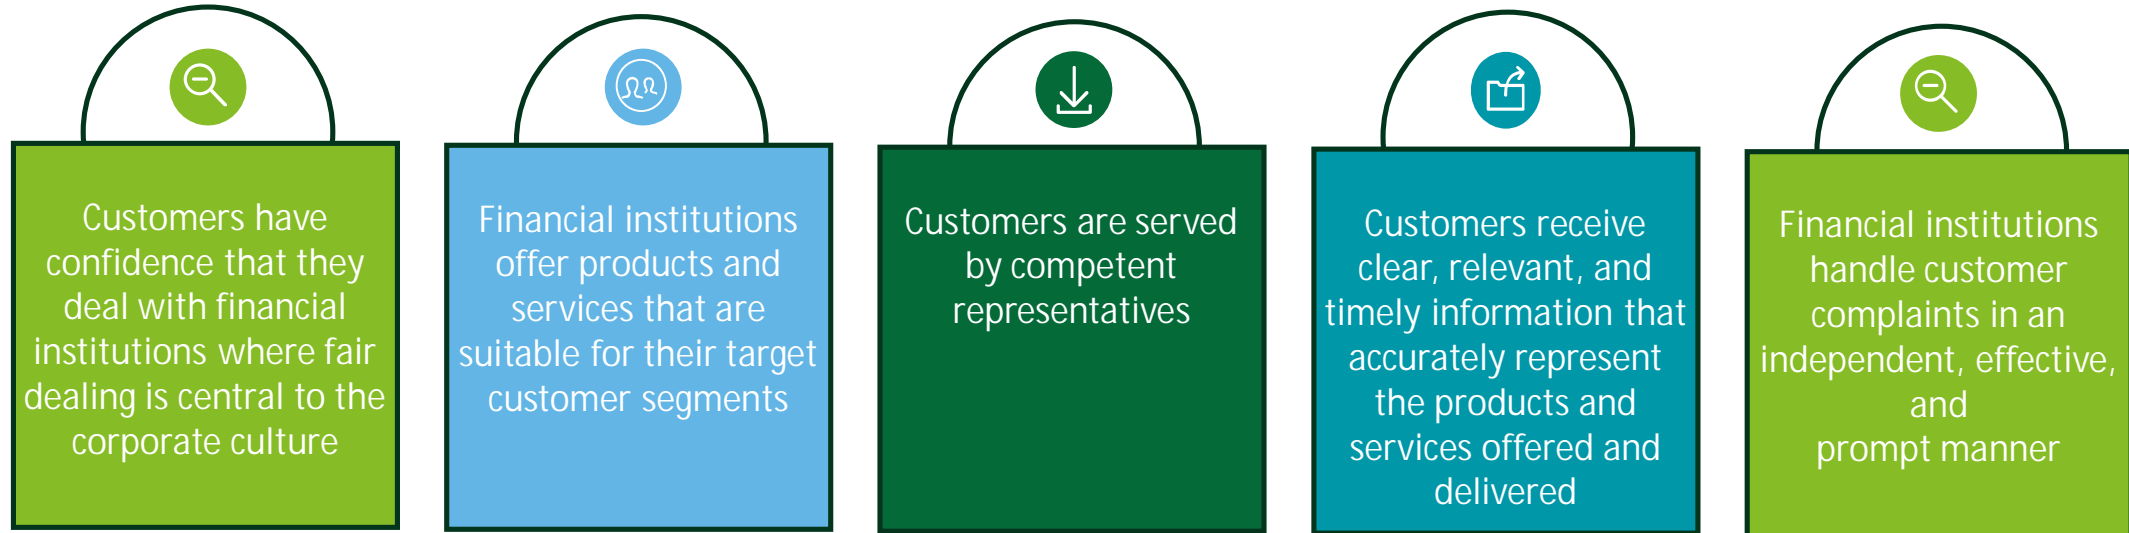 Customers have
confidence that they
deal with financial
institutions where fair
dealing is central to the
corporate culture
Financial institutions
offer products and
services that are
suitable for their target
customer segments
Customers are served
by competent
representatives
Customers receive
clear, relevant, and
timely information that
accurately represent
the products and
services offered and
delivered
Financial institutions
handle customer
complaints in an
independent, effective,
and
prompt manner